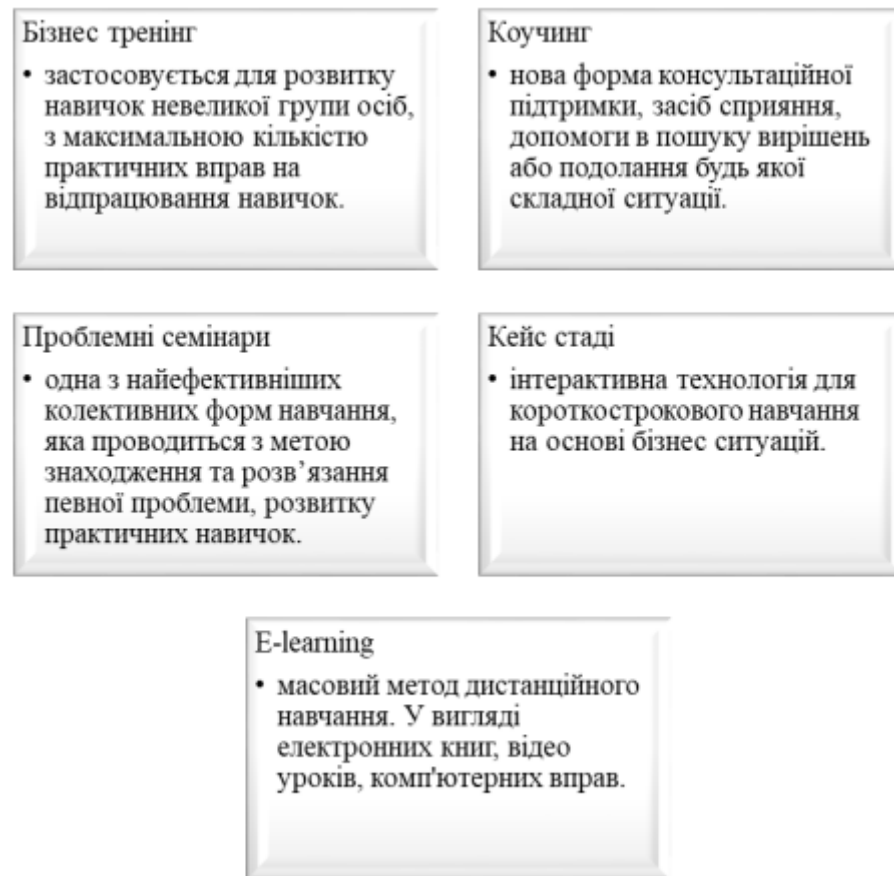 Бізнес тренінг
• застосовується для розвитку
навичок невеликої групи осіб,
з максимальною кількістю
практичних вправ на
відпрацювання навичок.
Коучинг
• нова форма консультаційної
підтримки, засіб сприяння,
допомоги в пошуку вирішень
або подолання будь якої
складної ситуації.
Проблемні семінари
• одна з найефективніших
колективних форм навчання,
яка проводиться з метою
знаходження та розв’язання
певної проблеми, розвитку
практичних навичок.
Кейс стаді
• інтерактивна технологія для
короткострокового навчання
на основі бізнес ситуацій.
E-learning
• масовий метод дистанційного
навчання. У вигляді
електронних книг, відео
уроків, комп'ютерних вправ.